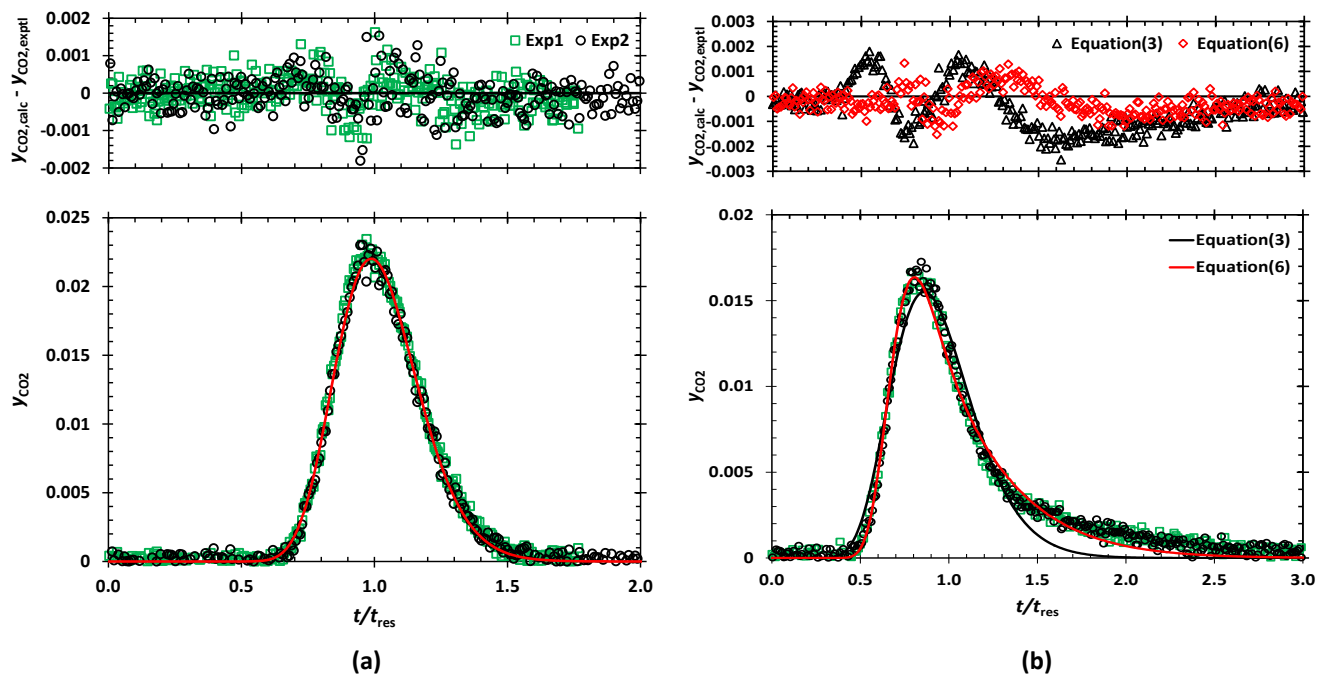 0.002
0.001
0
-0.001
0.002
yCO2,calc - yCO2,exptl
Exp1 Exp2
0.025
0.02
0.015
0.01
0.005
0
yCO2
0.0 0.5 1.0 1.5 2.0
t/tres
(a)
0.003
0.002
0.001
0
-0.001
-0.002
-0.003
yCO2,calc - yCO2,exptl
Equation(3) Equation(6)
0.02
0.015
0.01
0.005
0
yCO2
Equation(3)
Equation(6)
0.0 0.5 1.0 1.5 2.0 2.5 3.0
t/tres
(b)